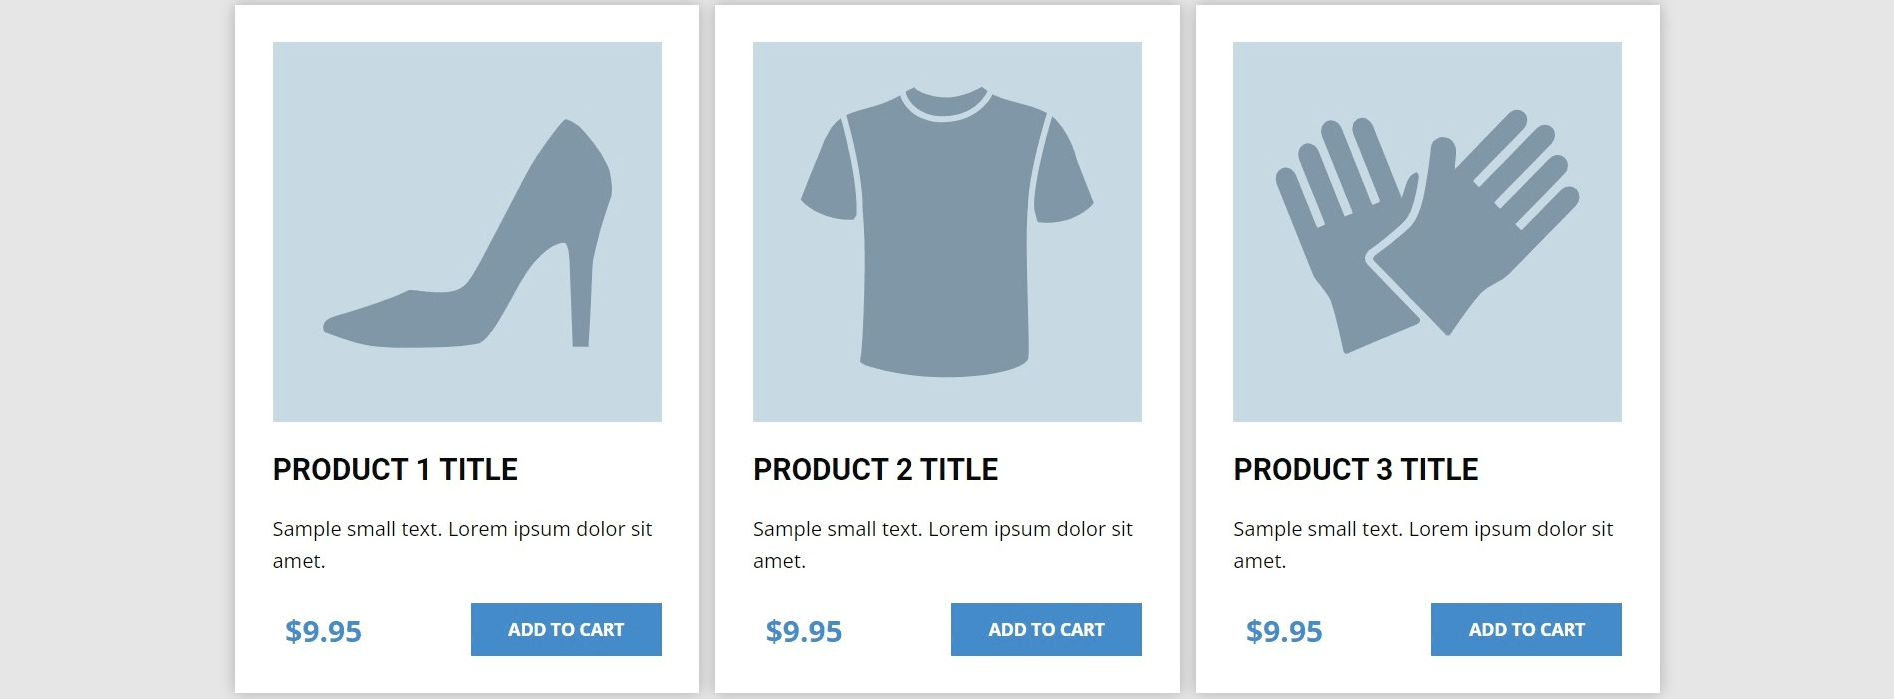 PRODUCT 1 TITLE
Sample small text. Lorem ipsum dolor sit
amet.
$9.95
ADD TO CART
PRODUCT 2 TITLE
Sample small text. Lorem ipsum dolor sit
amet.
$9.95
ADD TO CART
PRODUCT 3 TITLE
Sample small text. Lorem ipsum dolor sit
amet.
$9.95
ADD TO CART